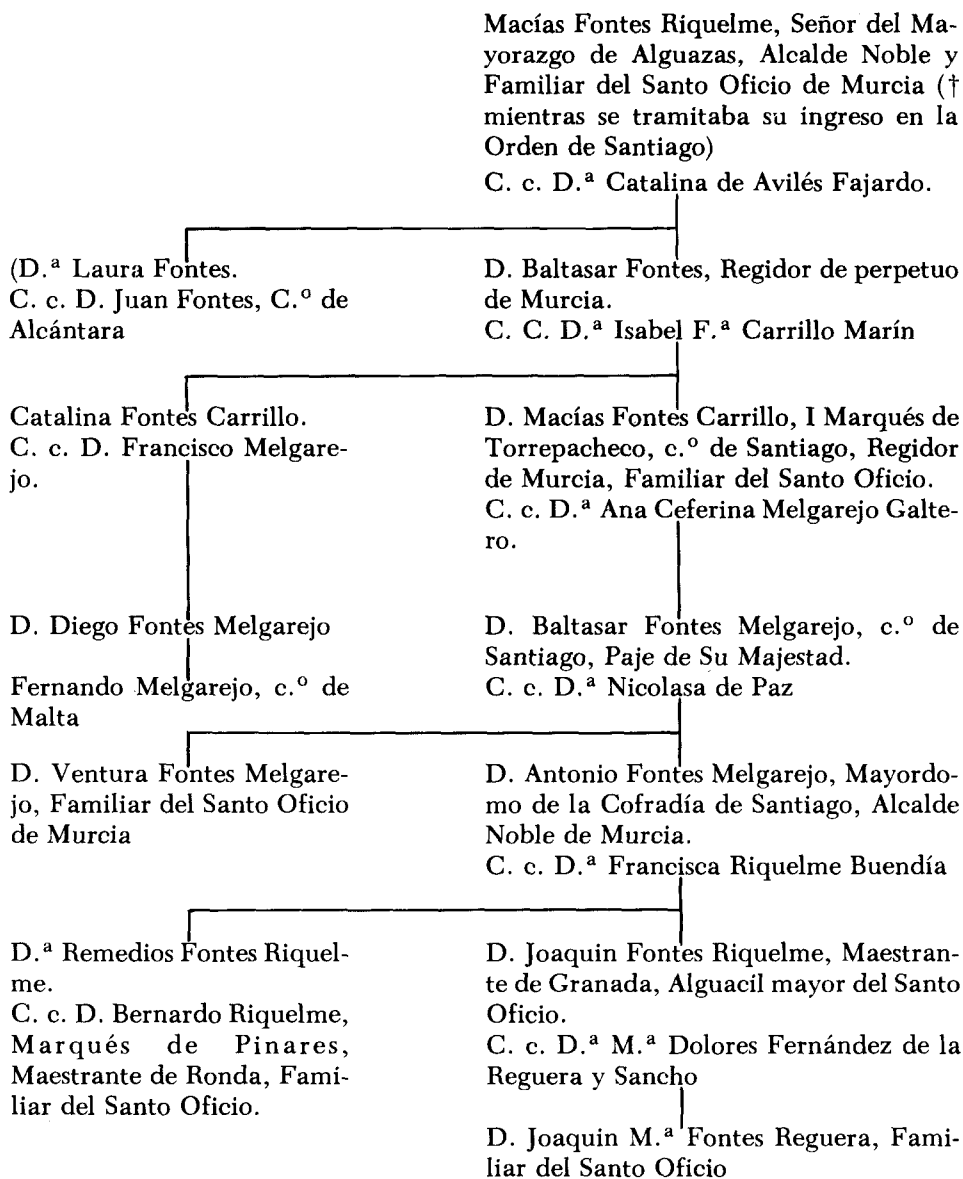 Macías Fontes Riquelme, Señor del Ma-
yorazgo de Alguazas, Alcalde Noble y
Familiar del Santo Oficio de Murcia (†
mientras se tramitaba su ingreso en la
Orden de Santiago)
C. c. D.ª Catalina de Avilés Fajardo.
(D.ª Laura Fontes.
C. c. D. Juan Fontes, C.º de
Alcántara
D. Baltasar Fontes, Regidor de perpetuo
de Murcia.
C. C. D.ª Isabel F.ª Carrillo Marín
Catalina Fontes Carrillo.
C. c. D. Francisco Melgare-
jo.
D. Macías Fontes Carrillo, I Marqués de
Torrepacheco, c.º de Santiago, Regidor
de Murcia, Familiar del Santo Oficio.
C. c. D.ª Ana Ceferina Melgarejo Galte-
ro.
D. Diego Fontes Melgarejo
Fernando Melgarejo, c.º de
Malta
D. Baltasar Fontes Melgarejo, c.º de
Santiago, Paje de Su Majestad.
C. c. D.ª Nicolasa de Paz
D. Ventura Fontes Melgare-
jo, Familiar del Santo Oficio
de Murcia
D. Antonio Fontes Melgarejo, Mayordo-
mo de la Cofradía de Santiago, Alcalde
Noble de Murcia.
C. c. D.ª Francisca Riquelme Buendía
D.ª Remedios Fontes Riquel-
me.
C. c. D. Bernardo Riquelme,
Marqués de Pinares,
Maestrante de Ronda, Fami-
liar del Santo Oficio.
D. Joaquin Fontes Riquelme, Maestran-
te de Granada, Alguacíl mayor del Santo
Oficio.
C. c. D.ª M.ª Dolores Fernández de la
Reguera y Sancho
D. Joaquin M.ª Fontes Reguera, Fami-
liar del Santo Oficio